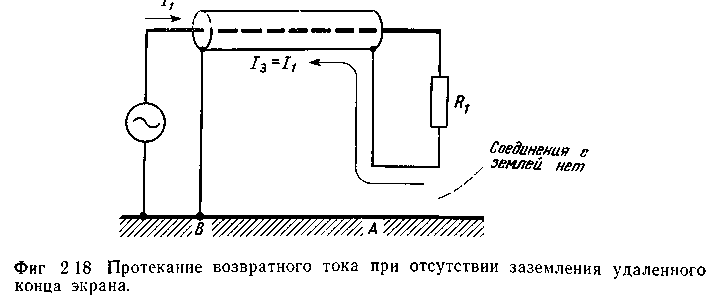 I₁
I₃=I₁
R₁
Соединения с
землей нет
B
A
Фиг 2 18 Протекание возвратного тока при отсутствии заземления удаленного
конца экрана.